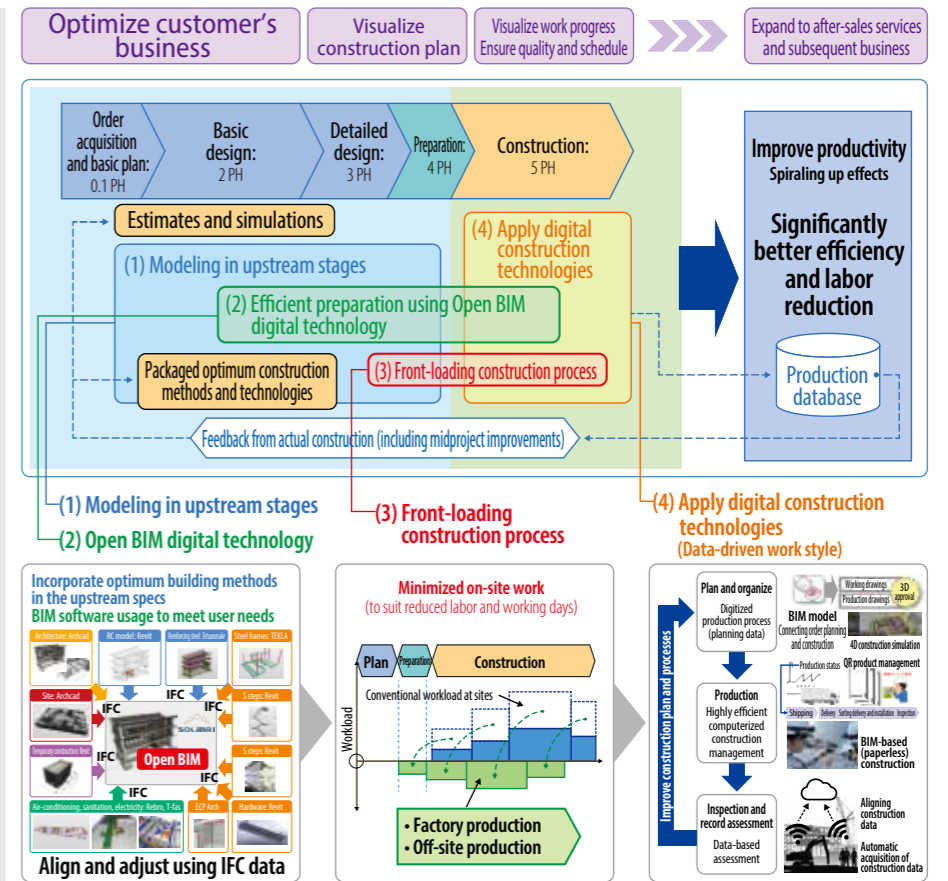 Optimize customer's
business
Visualize
construction plan
Visualize work progress
Ensure quality and schedule
Expand to after-sales services
and subsequent business
Order
acquisition
and basic plan:
0.1 PH
Basic
design:
2 PH
Detailed
design:
3 PH
Preparation:
4 PH
Construction:
5 PH
Improve productivity
Spiraling up effects
Significantly
better efficiency
and labor
reduction
Production
database
Estimates and simulations
(1) Modeling in upstream stages
(2) Efficient preparation using Open BIM
digital technology
(4) Apply digital
construction
technologies
Packaged optimum construction
methods and technologies
(3) Front-loading construction process
Feedback from actual construction (including midproject improvements)
(1) Modeling in upstream stages
(2) Open BIM digital technology
(3) Front-loading
construction process
(4) Apply digital construction
technologies
(Data-driven work style)
Incorporate optimum building methods
in the upstream specs
BIM software usage to meet user needs
Architecture: Archcad
RC model: Revit
Reinforcing steel: Tetuanscale
Steel frames: TEKLA
Site: Archcad
S steps: Revit
Temporary construction: Revit
S steps: Revit
IFC
IFC
IFC
IFC
IFC
IFC
IFC
IFC
SOLIBRI
Open BIM
Air-conditioning, sanitation, electricity: Rebro, T-fas
ECP Arch
Hardware: Revit
Align and adjust using IFC data
Minimized on-site work
(to suit reduced labor and working days)
Plan
Preparation
Construction
Conventional workload at sites
Workload
• Factory production
• Off-site production
Improve construction plan and processes
Plan and organize
Digitized
production process
(planning data)
Production
Highly efficient
computerized
construction
management
Inspection and
record assessment
Data-based
assessment
Working drawings
Production drawings
3D
approval
BIM model
Connecting order planning
and construction
4D construction simulation
Production status
QR product management
Shipping
Delivery
Sorting delivery and installation
Inspection
BIM-based
(paperless)
construction
Aligning
construction
data
Automatic
acquisition of
construction data